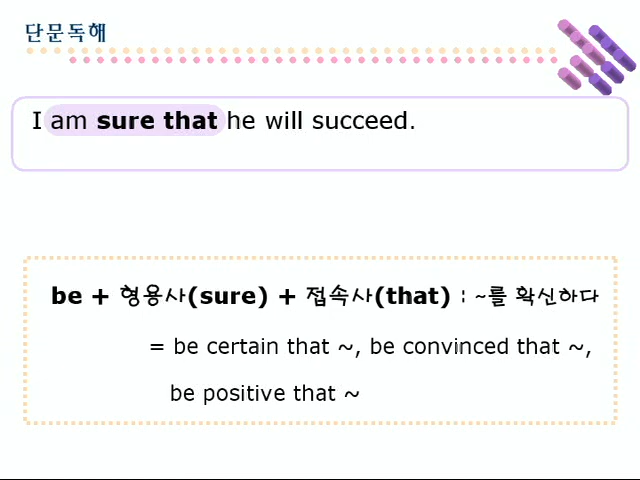 단문독해
I am sure that he will succeed.
be + 형용사(sure) + 접속사(that) : ~를 확신하다
= be certain that ~, be convinced that ~,
be positive that ~